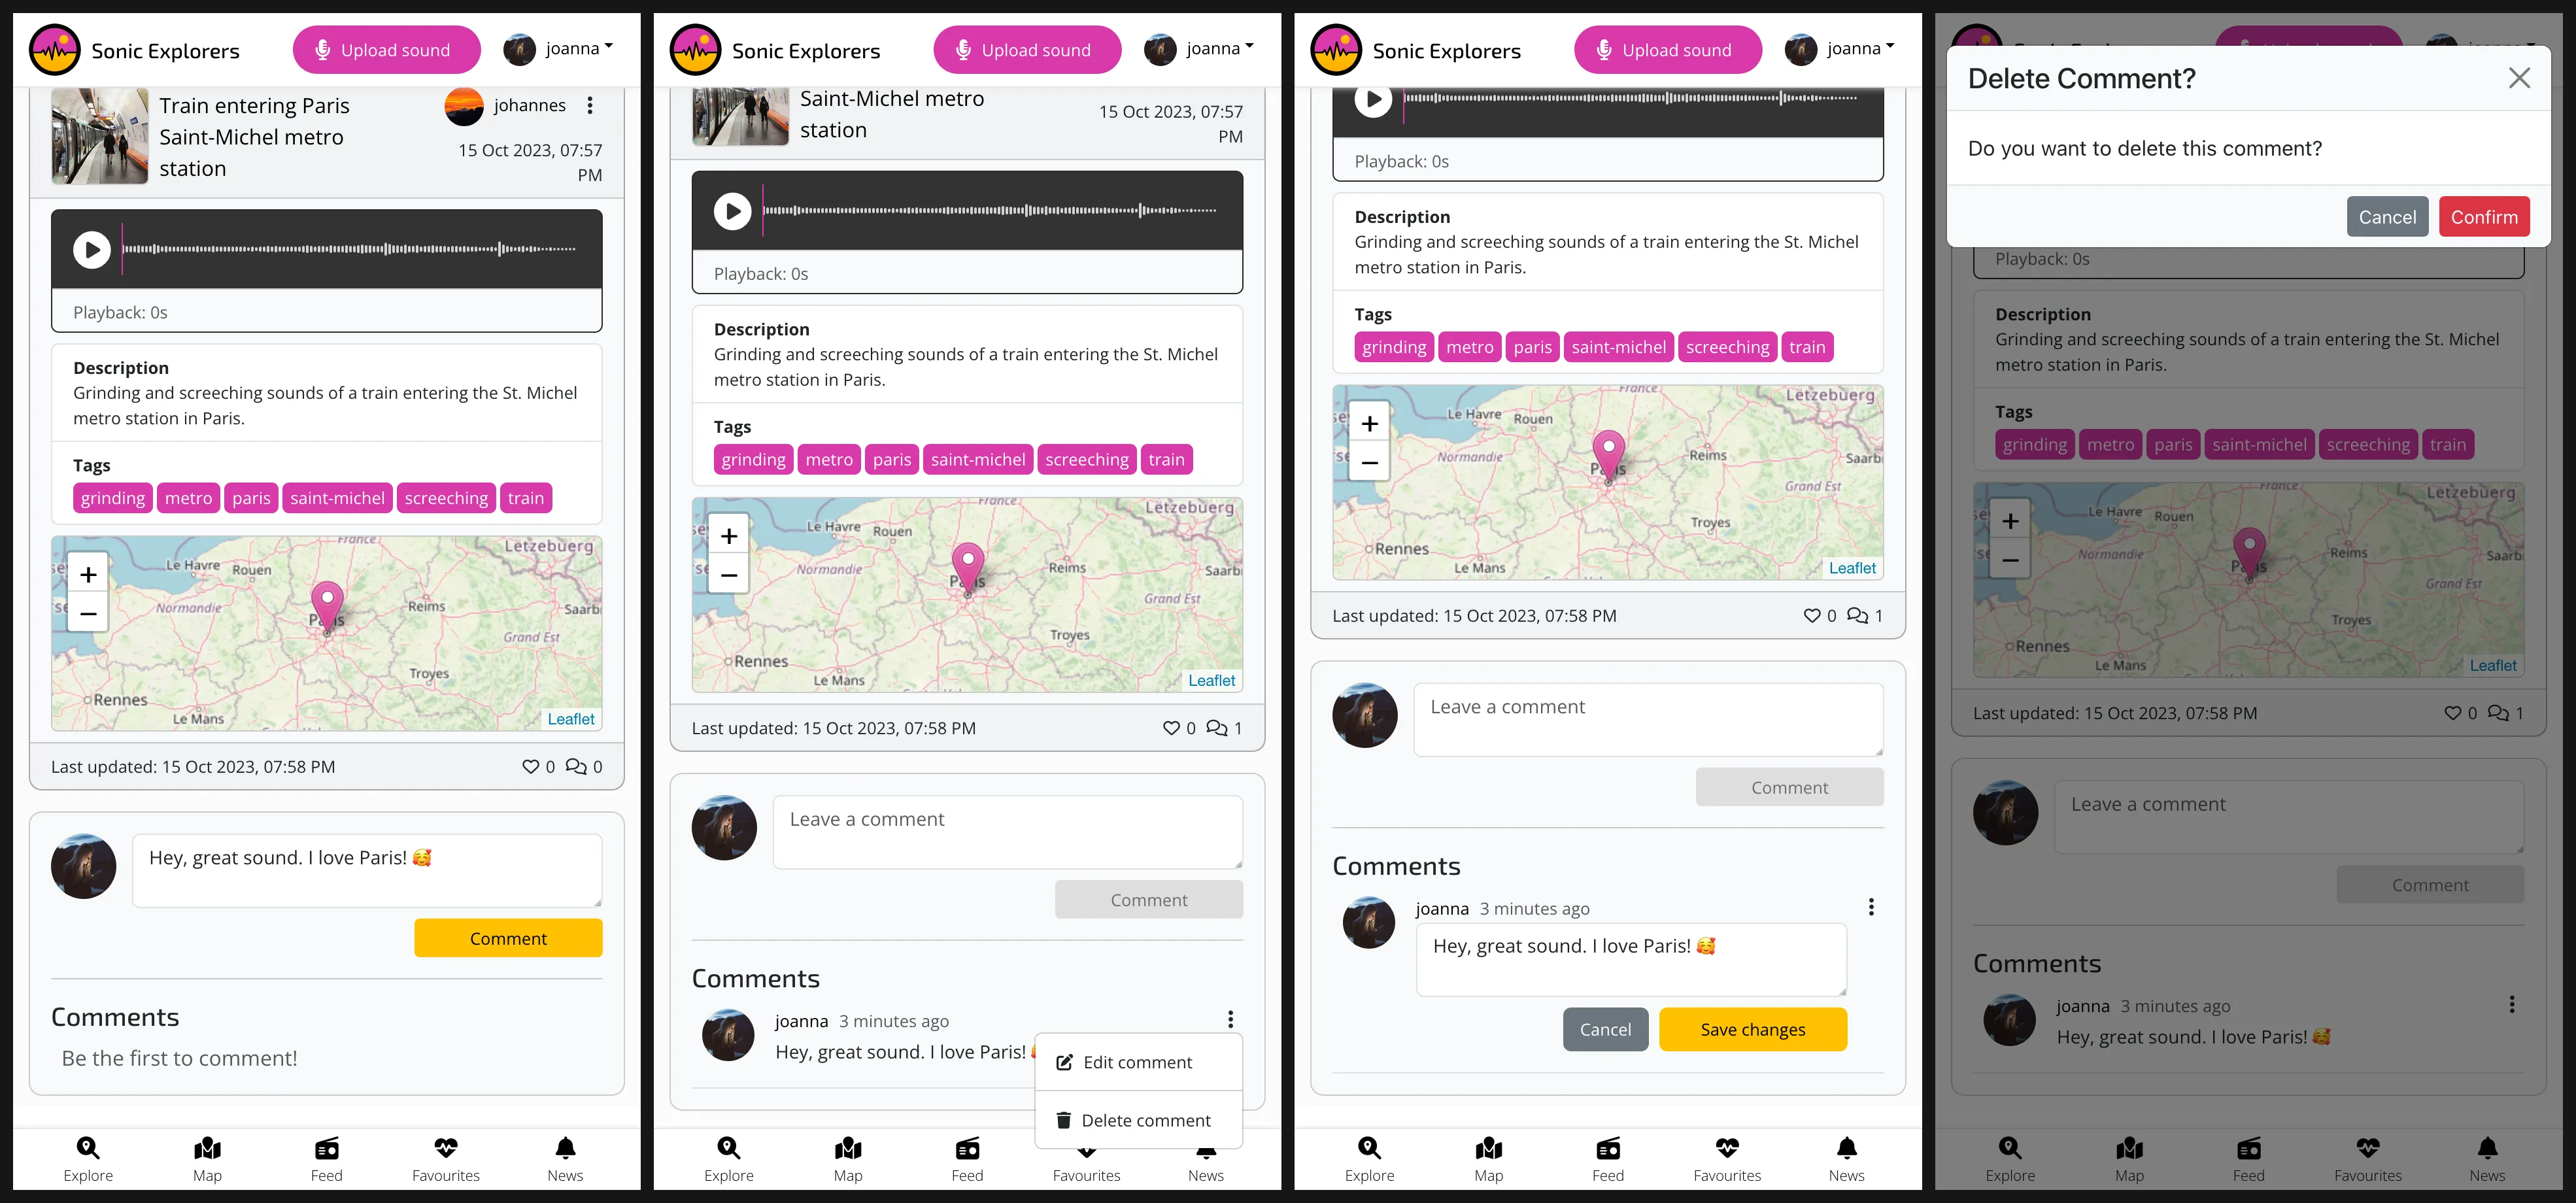 Sonic Explorers
Upload sound
joanna
Train entering Paris
Saint-Michel metro
station
johannes
15 Oct 2023, 07:57
PM
Playback: 0s
Description
Grinding and screeching sounds of a train entering the St. Michel
metro station in Paris.
Tags
grinding metro paris saint-michel screeching train
+
−
France
Lëtzebuerg
Le Havre
Rouen
Normandie
Paris
Reims
Saarb
Grand Est
Troyes
Rennes
Le Mans
Leaflet
Last updated: 15 Oct 2023, 07:58 PM
0
0
Hey, great sound. I love Paris! 🥰
Comment
Comments
Be the first to comment!
Explore
Map
Feed
Favourites
News
Sonic Explorers
Upload sound
joanna
Saint-Michel metro
station
15 Oct 2023, 07:57
PM
Playback: 0s
Description
Grinding and screeching sounds of a train entering the St. Michel
metro station in Paris.
Tags
grinding metro paris saint-michel screeching train
+
−
France
Lëtzebuerg
Le Havre
Rouen
Normandie
Paris
Reims
Saarb
Grand Est
Troyes
Rennes
Le Mans
Leaflet
Last updated: 15 Oct 2023, 07:58 PM
0
1
Leave a comment
Comment
Comments
joanna 3 minutes ago
Hey, great sound. I love Paris!
Edit comment
Delete comment
Explore
Map
Feed
Favourites
News
Sonic Explorers
Upload sound
joanna
Playback: 0s
Description
Grinding and screeching sounds of a train entering the St. Michel
metro station in Paris.
Tags
grinding metro paris saint-michel screeching train
+
−
France
Lëtzebuerg
Le Havre
Rouen
Normandie
Paris
Reims
Saarb
Grand Est
Troyes
Rennes
Le Mans
Leaflet
Last updated: 15 Oct 2023, 07:58 PM
0
1
Leave a comment
Comment
Comments
joanna 3 minutes ago
Hey, great sound. I love Paris! 🥰
Cancel
Save changes
Explore
Map
Feed
Favourites
News
Delete Comment?
Do you want to delete this comment?
Cancel
Confirm
Playback: 0s
Description
Grinding and screeching sounds of a train entering the St. Michel
metro station in Paris.
Tags
grinding metro paris saint-michel screeching train
+
−
France
Lëtzebuerg
Le Havre
Rouen
Normandie
Paris
Reims
Saarb
Grand Est
Troyes
Rennes
Le Mans
Leaflet
Last updated: 15 Oct 2023, 07:58 PM
0
1
Leave a comment
Comment
Comments
joanna 3 minutes ago
Hey, great sound. I love Paris! 🥰
Explore
Map
Feed
Favourites
News